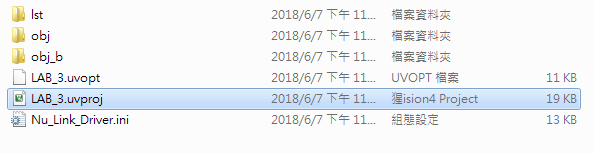 lst 2018/6/7 下午 11... 檔案資料夾
obj 2018/6/7 下午 11... 檔案資料夾
obj_b 2018/6/7 下午 11... 檔案資料夾
LAB_3.uvopt 2018/6/7 下午 11... UVOPT 檔案 11 KB
LAB_3.uvproj 2018/6/7 下午 11... 猩ision4 Project 19 KB
Nu_Link_Driver.ini 2018/6/7 下午 11... 組態設定 13 KB